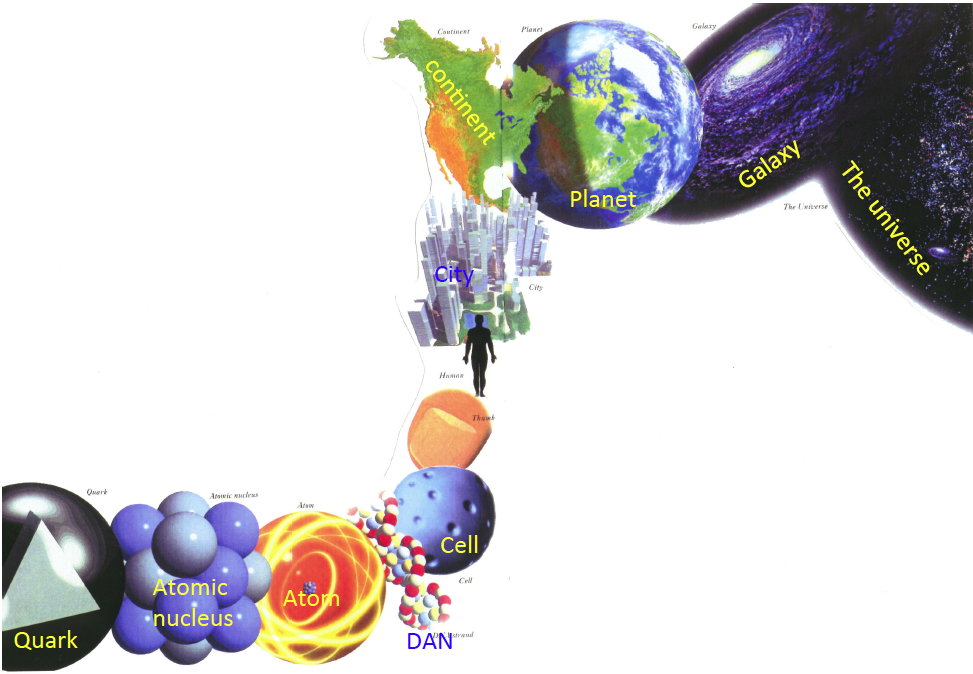 Continent
Planet
Galaxy
continent
Planet
Galaxy
The Universe
The universe
City
City
Human
Thumb
Quark
Atomic nucleus
Atom
Cell
Cell
Atomic
nucleus
Atom
Quark
DAN
strand